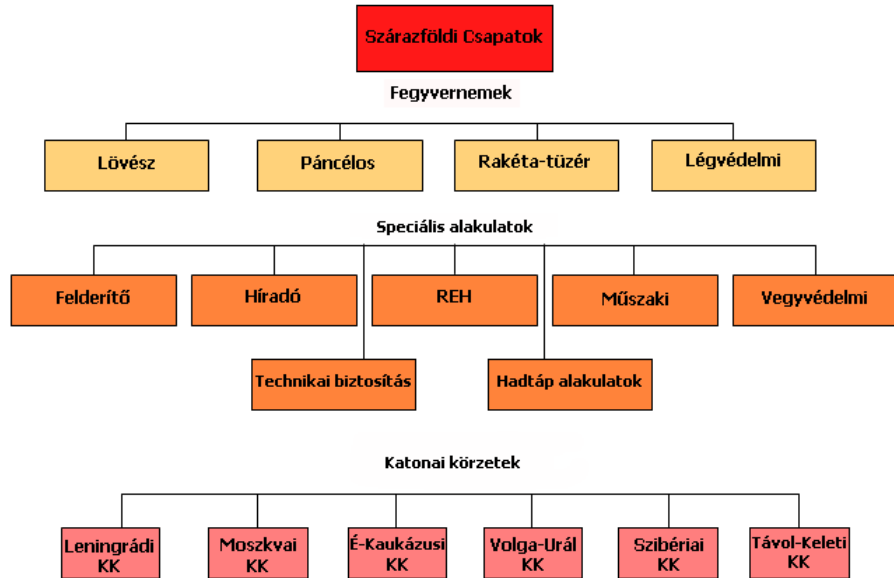 Szárazföldi Csapatok
Fegyvernemek
Lövész
Páncélos
Rakéta-tüzér
Légvédelmi
Speciális alakulatok
Felderítő
Híradó
REH
Műszaki
Vegyvédelmi
Technikai biztosítás
Hadtáp alakulatok
Katonai körzetek
Leningrádi
KK
Moszkvai
KK
É-Kaukázusi
KK
Volga-Urál
KK
Szibériai
KK
Távol-Keleti
KK